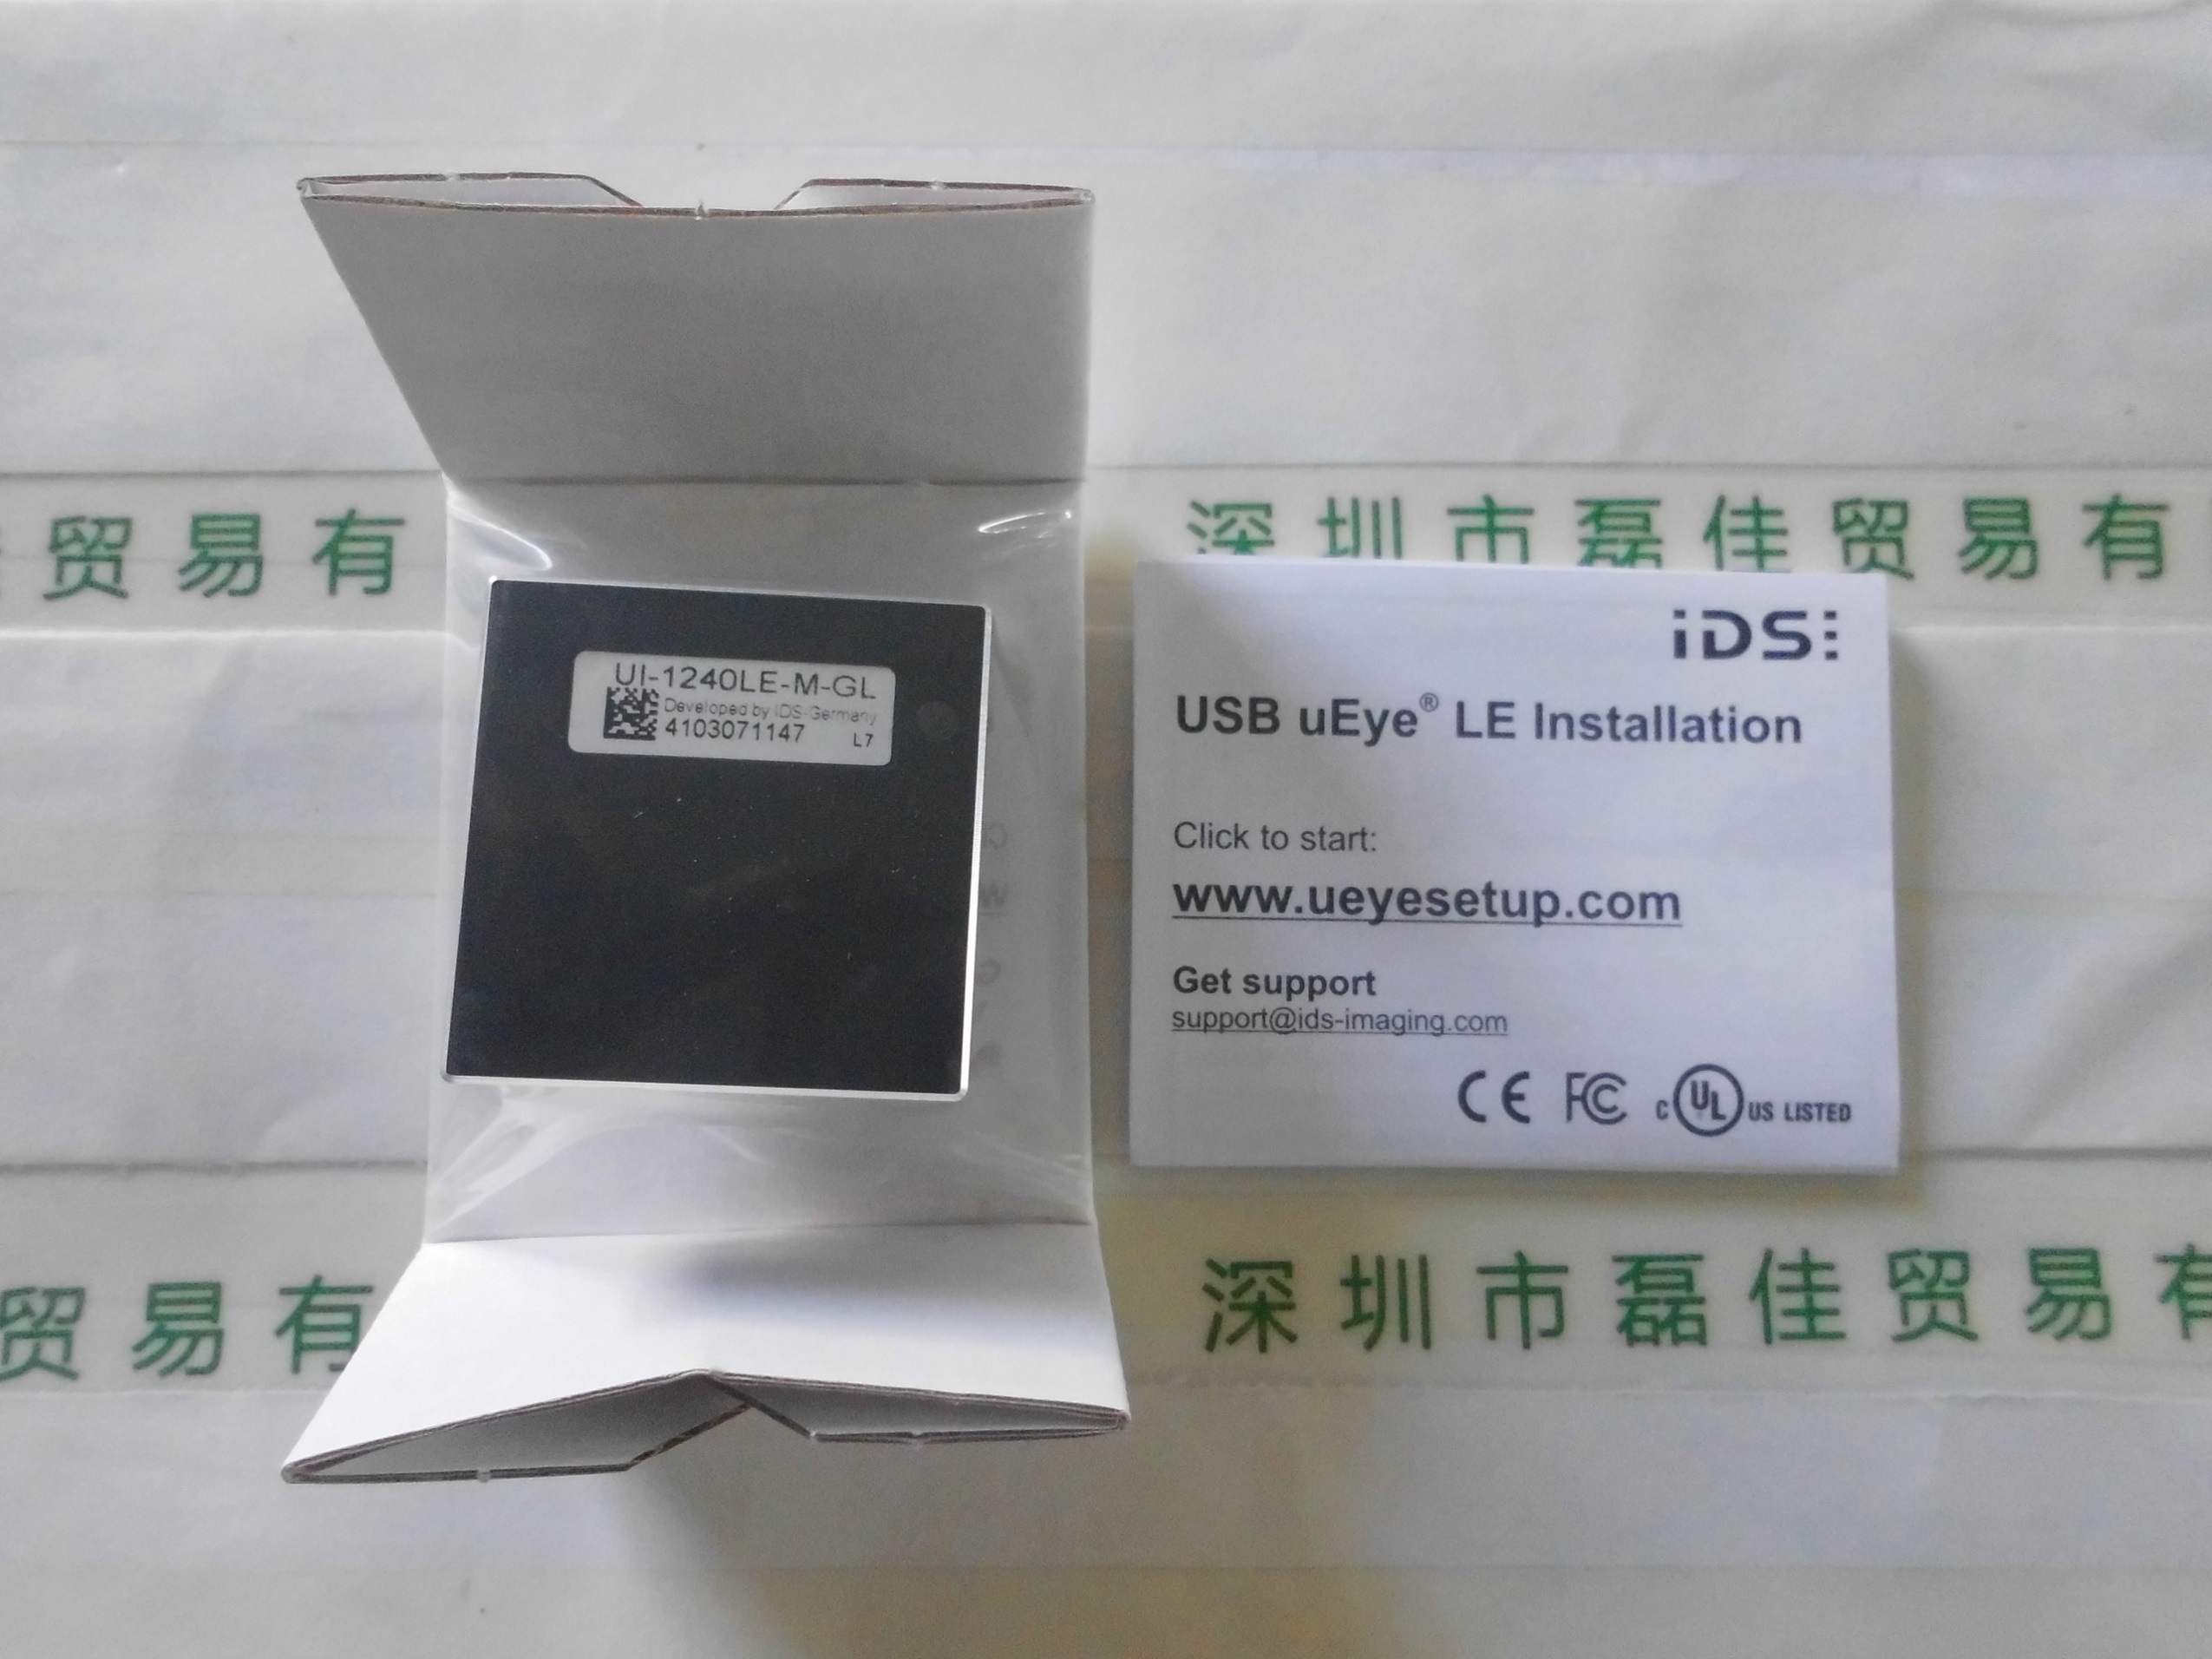 贸易有
深圳市磊佳贸易有
UI-1240LE-M-GL
Developed by IDS-Germany
4103071147
L7
iDS
USB uEye® LE Installation
Click to start:
www.ueyesetup.com
Get support
support@ids-imaging.com
CE FC c UL US LISTED
贸易有
深圳市磊佳贸易有